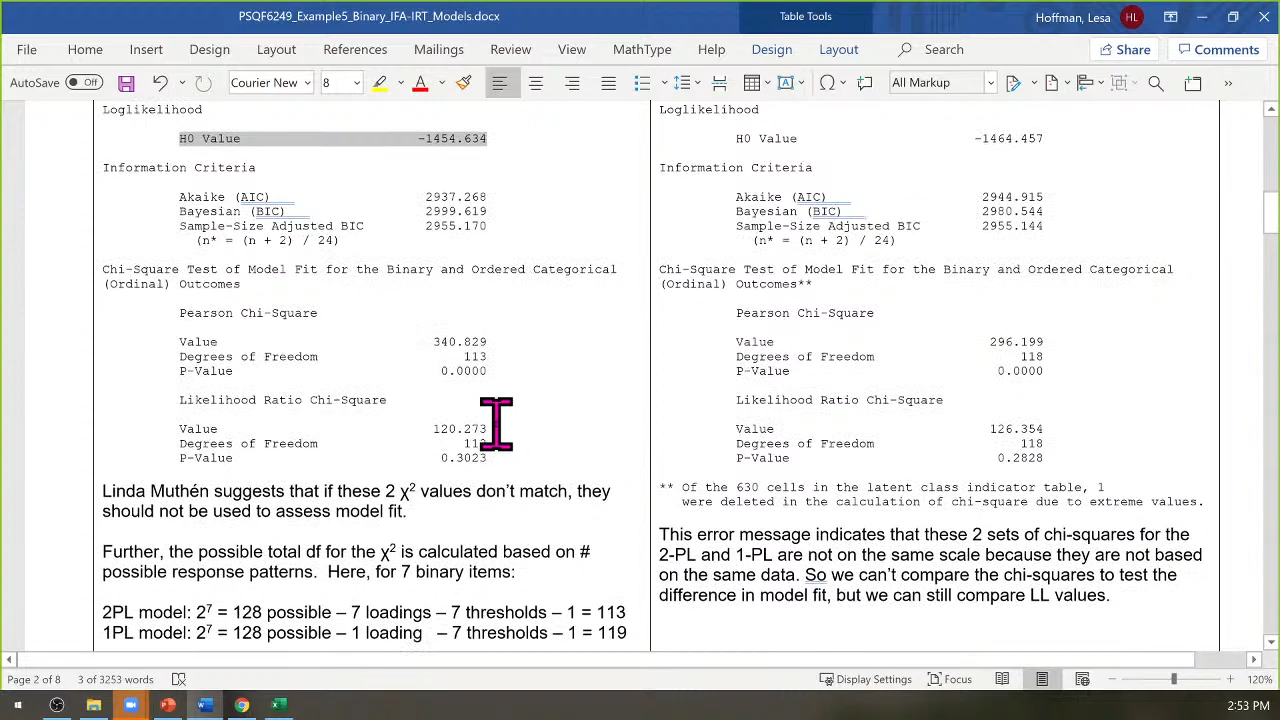 PSQF6249_Example5_Binary_IFA-IRT_Models.docx
Table Tools
Hoffman, Lesa HL
File Home Insert Design Layout References Mailings Review View MathType Help Design Layout Search Share Comments
AutoSave Off Courier New 8 All Markup
Loglikelihood
H0 Value -1454.634
Information Criteria
Akaike (AIC) 2937.268
Bayesian (BIC) 2999.619
Sample-Size Adjusted BIC 2955.170
(n* = (n + 2) / 24)
Chi-Square Test of Model Fit for the Binary and Ordered Categorical
(Ordinal) Outcomes
Pearson Chi-Square
Value 340.829
Degrees of Freedom 113
P-Value 0.0000
Likelihood Ratio Chi-Square
Value 120.273
Degrees of Freedom
P-Value 0.3023
Linda Muthén suggests that if these 2 χ² values don’t match, they
should not be used to assess model fit.
Further, the possible total df for the χ² is calculated based on #
possible response patterns. Here, for 7 binary items:
2PL model: 2⁷ = 128 possible – 7 loadings – 7 thresholds – 1 = 113
1PL model: 2⁷ = 128 possible – 1 loading – 7 thresholds – 1 = 119
Loglikelihood
H0 Value -1464.457
Information Criteria
Akaike (AIC) 2944.915
Bayesian (BIC) 2980.544
Sample-Size Adjusted BIC 2955.144
(n* = (n + 2) / 24)
Chi-Square Test of Model Fit for the Binary and Ordered Categorical
(Ordinal) Outcomes**
Pearson Chi-Square
Value 296.199
Degrees of Freedom 118
P-Value 0.0000
Likelihood Ratio Chi-Square
Value 126.354
Degrees of Freedom 118
P-Value 0.2828
** Of the 630 cells in the latent class indicator table, 1
were deleted in the calculation of chi-square due to extreme values.
This error message indicates that these 2 sets of chi-squares for the
2-PL and 1-PL are not on the same scale because they are not based
on the same data. So we can’t compare the chi-squares to test the
difference in model fit, but we can still compare LL values.
Page 2 of 8 3 of 3253 words Display Settings Focus 120%
2:53 PM